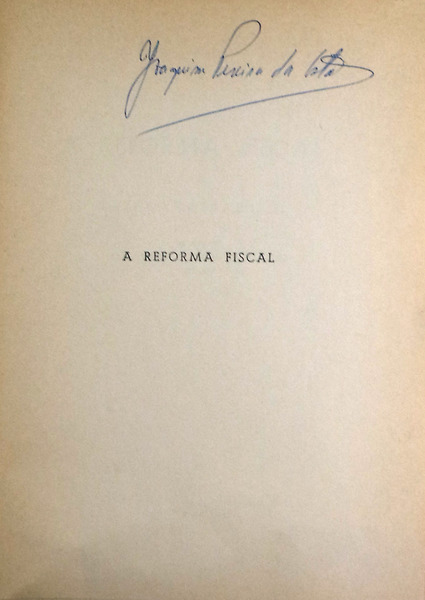 Joaquim Pereira da
A REFORMA FISCAL